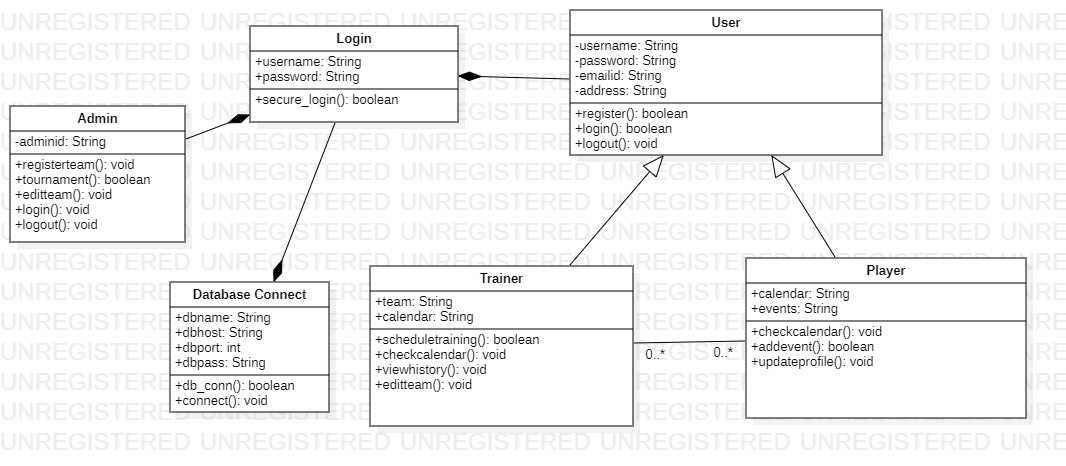 Login
+username: String
+password: String
+secure_login(): boolean
User
-username: String
-password: String
-emailid: String
-address: String
+register(): boolean
+login(): boolean
+logout(): void
Admin
-adminid: String
+registerteam(): void
+tournament(): boolean
+editteam(): void
+login(): void
+logout(): void
Database Connect
+dbname: String
+dbhost: String
+dbport: int
+dbpass: String
+db_conn(): boolean
+connect(): void
Trainer
+team: String
+calendar: String
+scheduletraining(): boolean
+checkcalendar(): void
+viewhistory(): void
+editteam(): void
0..*
0..*
Player
+calendar: String
+events: String
+checkcalendar(): void
+addevent(): boolean
+updateprofile(): void
UNREGISTERED